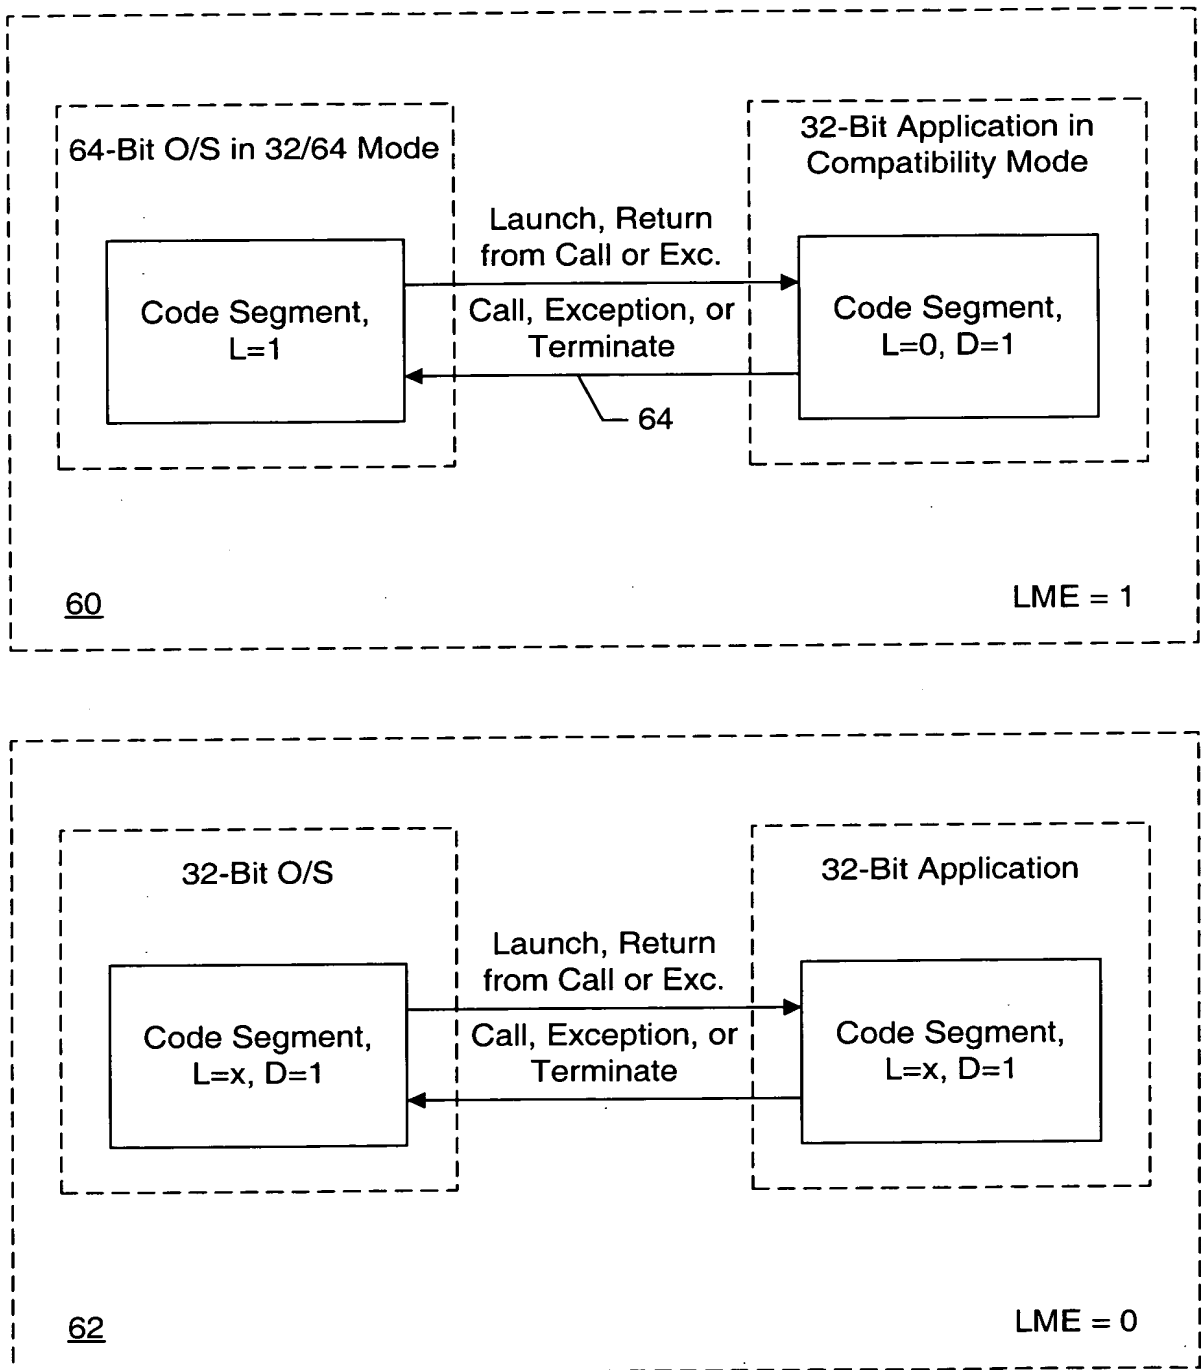 64-Bit O/S in 32/64 Mode
32-Bit Application in
Compatibility Mode
Launch, Return
from Call or Exc.
Code Segment,
L=1
Call, Exception, or
Terminate
Code Segment,
L=0, D=1
64
60
LME = 1
32-Bit O/S
32-Bit Application
Launch, Return
from Call or Exc.
Code Segment,
L=x, D=1
Call, Exception, or
Terminate
Code Segment,
L=x, D=1
62
LME = 0